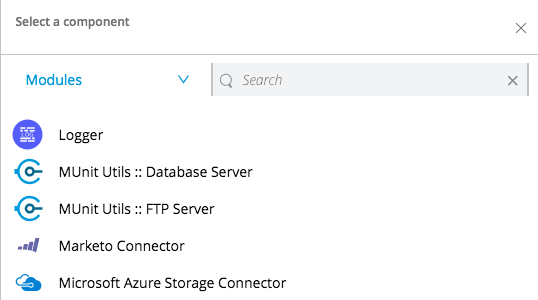 Select a component
Modules
Search
Logger
MUnit Utils :: Database Server
MUnit Utils :: FTP Server
Marketo Connector
Microsoft Azure Storage Connector